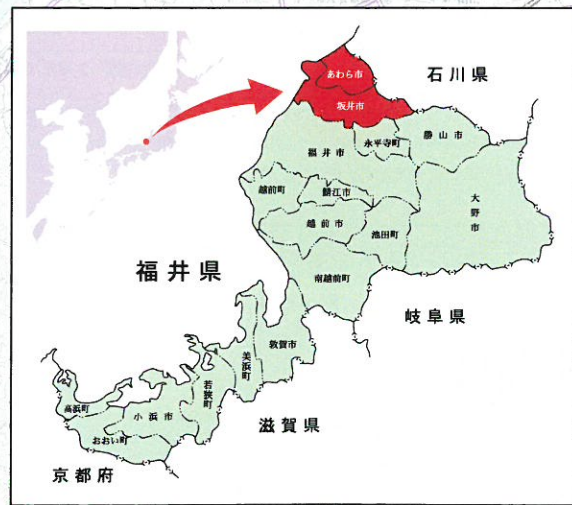 あわら市
石川県
坂井市
勝山市
永平寺町
福井市
越前町
鯖江市
大野市
越前市
池田町
福井県
南越前町
岐阜県
敦賀市
美浜町
若狭町
高浜町
小浜市
滋賀県
おおい町
京都府